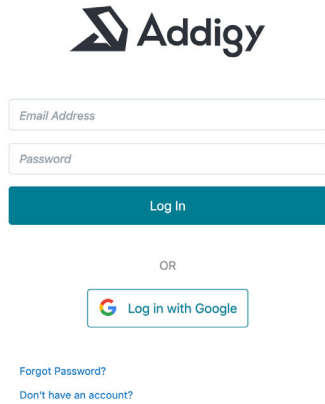 Addigy
Email Address
Password
Log In
OR
Log in with Google
Forgot Password?
Don't have an account?